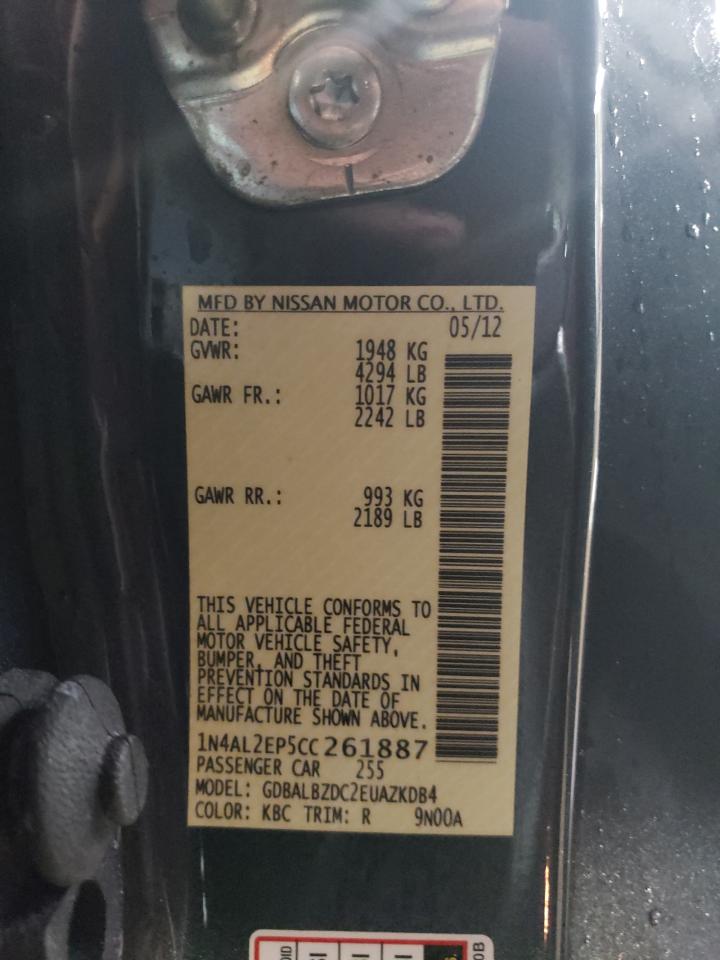 MFD BY NISSAN MOTOR CO., LTD.
DATE: 05/12
GVWR: 1948 KG
4294 LB
GAWR FR.: 1017 KG
2242 LB
GAWR RR.: 993 KG
2189 LB
THIS VEHICLE CONFORMS TO
ALL APPLICABLE FEDERAL
MOTOR VEHICLE SAFETY,
BUMPER, AND THEFT
PREVENTION STANDARDS IN
EFFECT ON THE DATE OF
MANUFACTURE SHOWN ABOVE.
1N4AL2EP5CC261887
PASSENGER CAR 255
MODEL: GDBALBZDC2EUAZKDB4
COLOR: KBC TRIM: R 9N00A